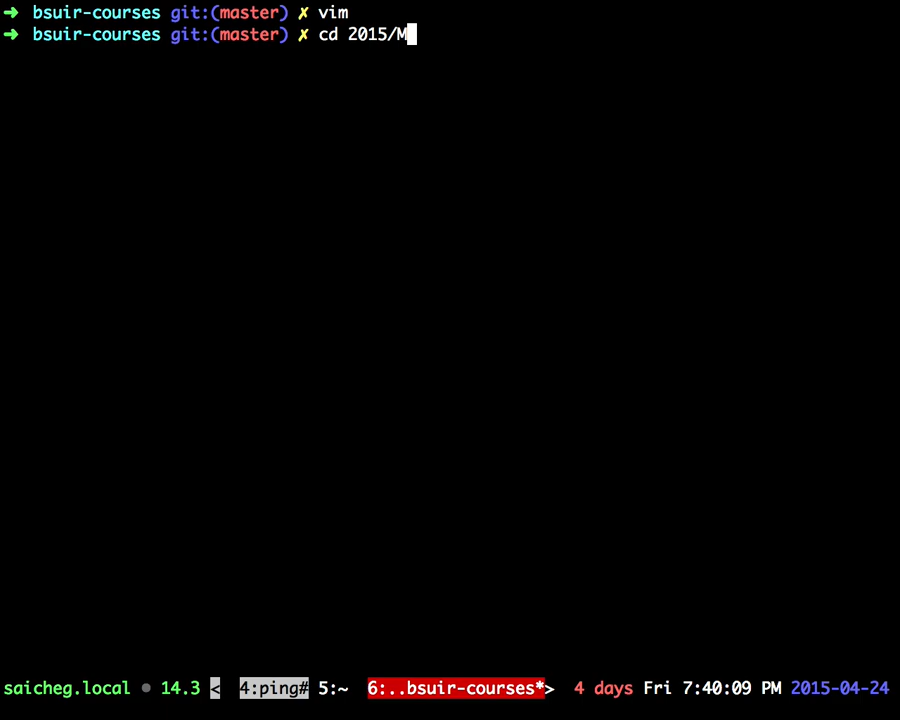 ➜ bsuir-courses git:(master) ✗ vim
➜ bsuir-courses git:(master) ✗ cd 2015/M
saicheg.local • 14.3 < 4:ping# 5:~ 6:..bsuir-courses*> 4 days Fri 7:40:09 PM 2015-04-24